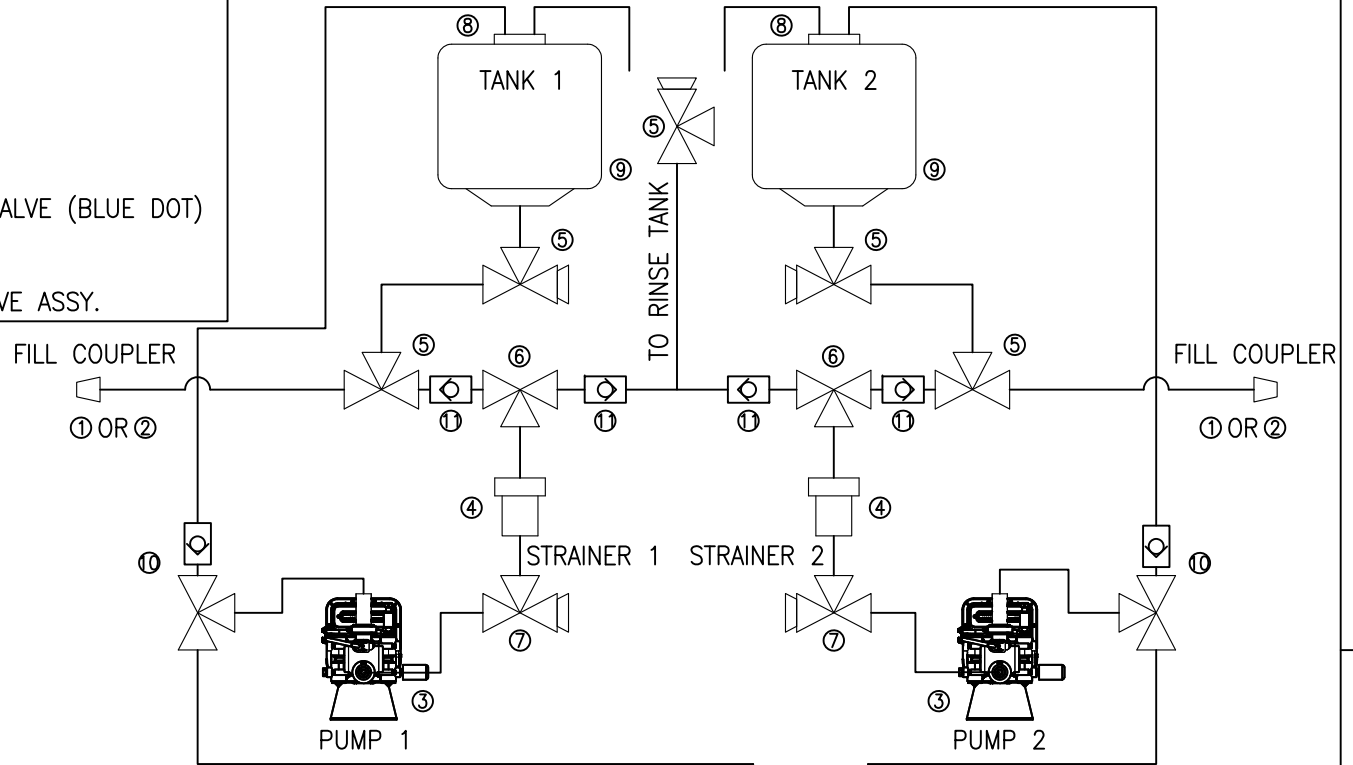 ⑧
⑧
TANK 1
TANK 2
⑤
⑨
⑨
ALVE (BLUE DOT)
TO RINSE TANK
⑤
⑤
VE ASSY.
FILL COUPLER
⑤
⑥
⑥
⑤
FILL COUPLER
① OR ②
⑪
⑪
⑪
⑪
① OR ②
④
④
STRAINER 1
STRAINER 2
⑩
⑩
⑦
⑦
③
③
PUMP 1
PUMP 2